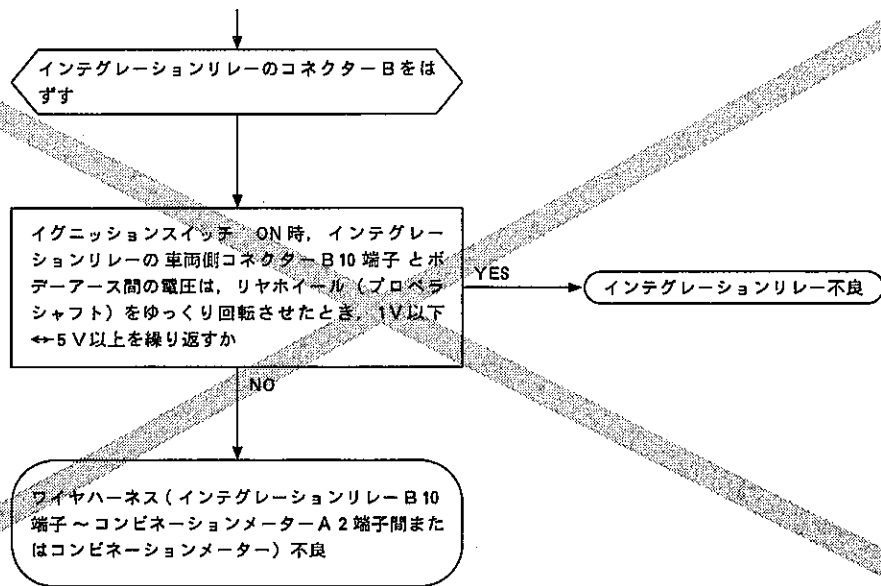 インテグレーションリレーのコネクターBをは
ずす
イグニッションスイッチ ON時,インテグレー
ションリレーの車両側コネクターB10端子とボ
デーアース間の電圧は,リヤホイール(プロペラ
シャフト)をゆっくり回転させたとき,1V以下
↔5V以上を繰り返すか
YES
インテグレーションリレー不良
NO
ワイヤハーネス(インテグレーションリレーB10
端子~コンビネーションメーターA2端子間また
はコンビネーションメーター)不良